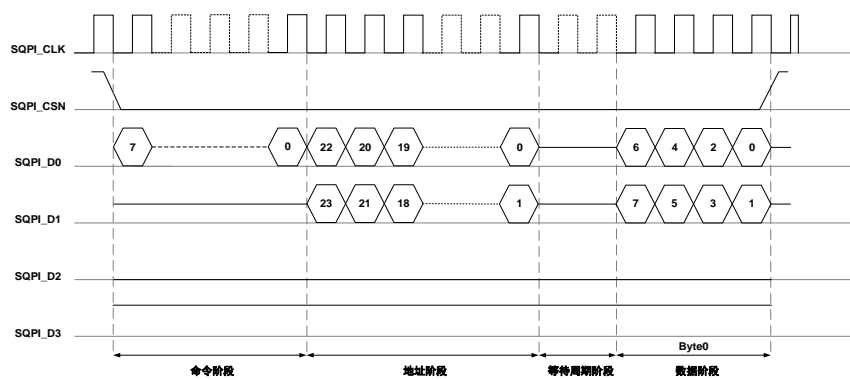 SQPI_CLK
SQPI_CSN
7 0 22 20 19 0 6 4 2 0
SQPI_D0
23 21 18 1 7 5 3 1
SQPI_D1
SQPI_D2
SQPI_D3
Byte0
命令阶段 地址阶段 等待周期阶段 数据阶段